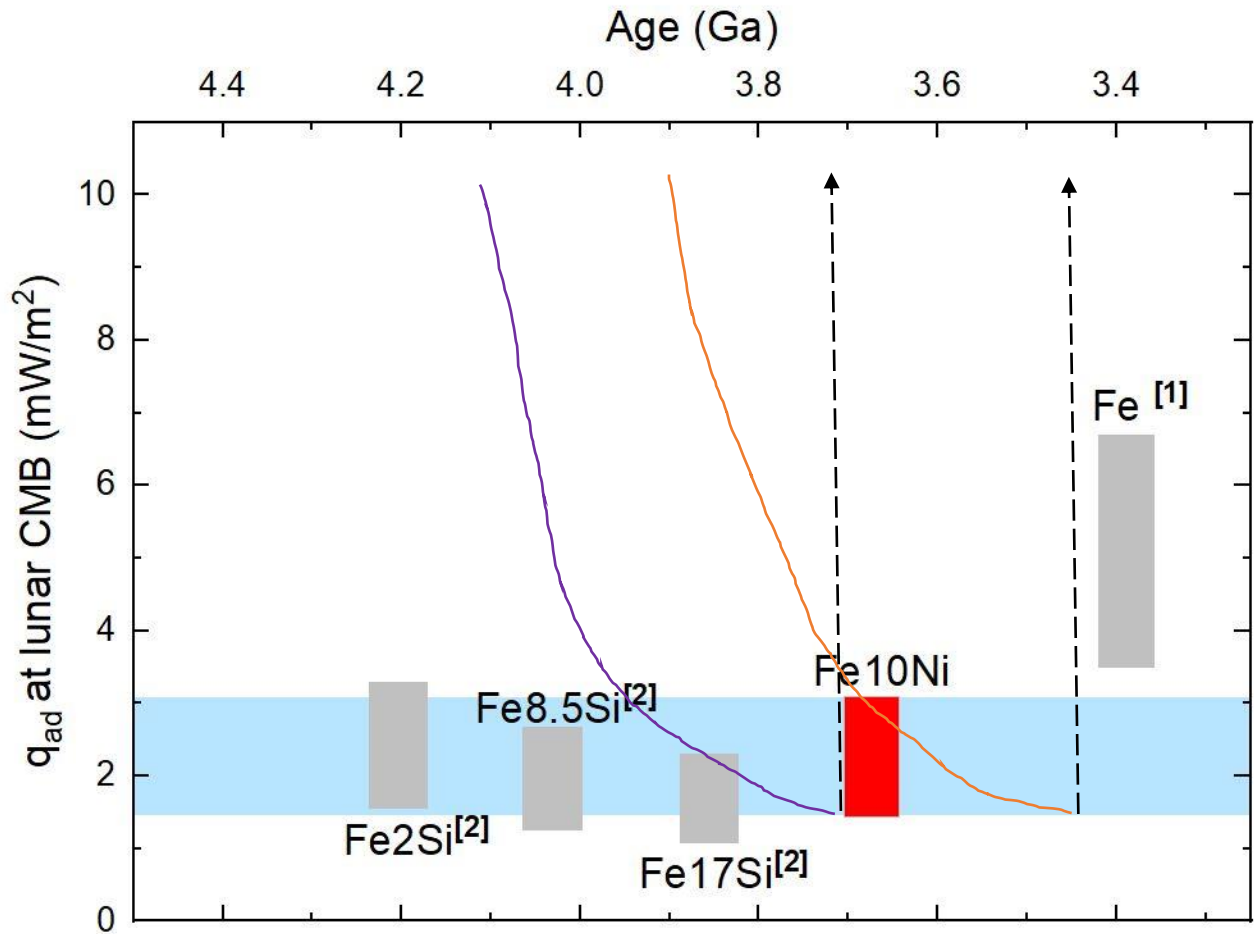 Age (Ga)
4.4 4.2 4.0 3.8 3.6 3.4
q_ad at lunar CMB (mW/m²)
10
8
6
4
2
0
Fe [1]
Fe10Ni
Fe8.5Si[2]
Fe2Si[2]
Fe17Si[2]